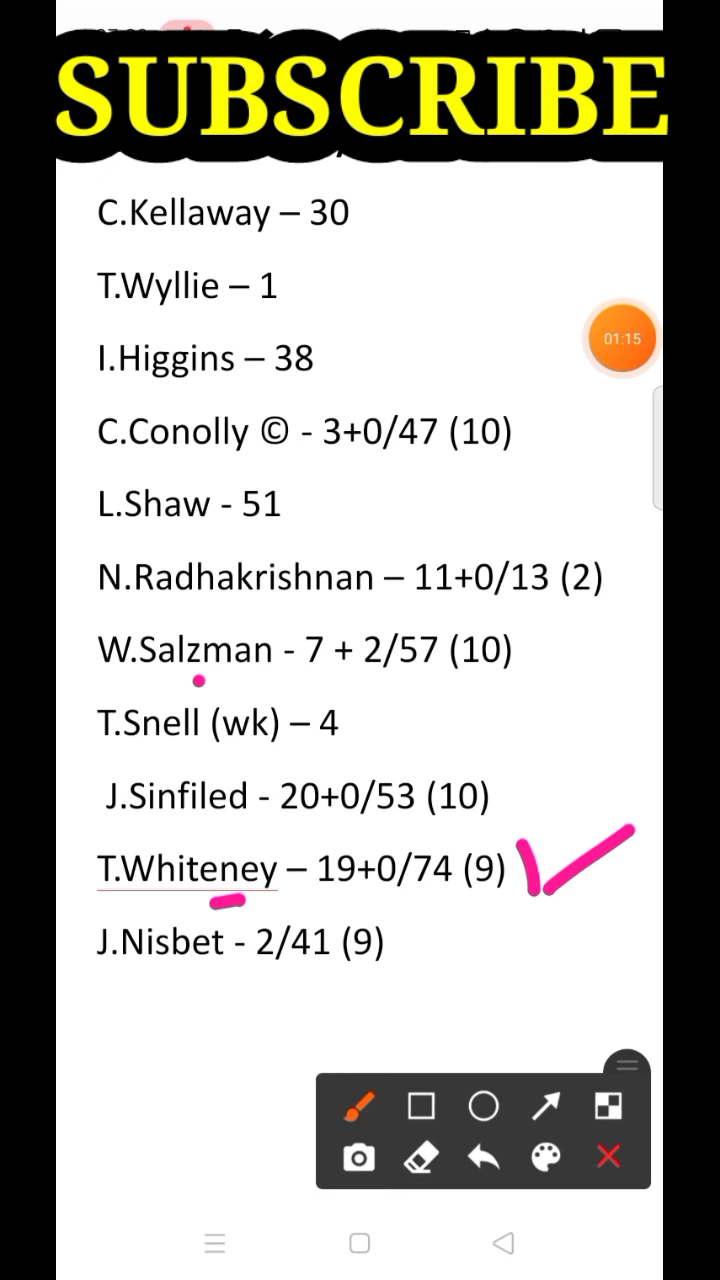 SUBSCRIBE
C.Kellaway – 30
T.Wyllie – 1
I.Higgins – 38
01:15
C.Conolly © - 3+0/47 (10)
L.Shaw - 51
N.Radhakrishnan – 11+0/13 (2)
W.Salzman - 7 + 2/57 (10)
T.Snell (wk) – 4
J.Sinfiled - 20+0/53 (10)
T.Whiteney – 19+0/74 (9)
J.Nisbet - 2/41 (9)